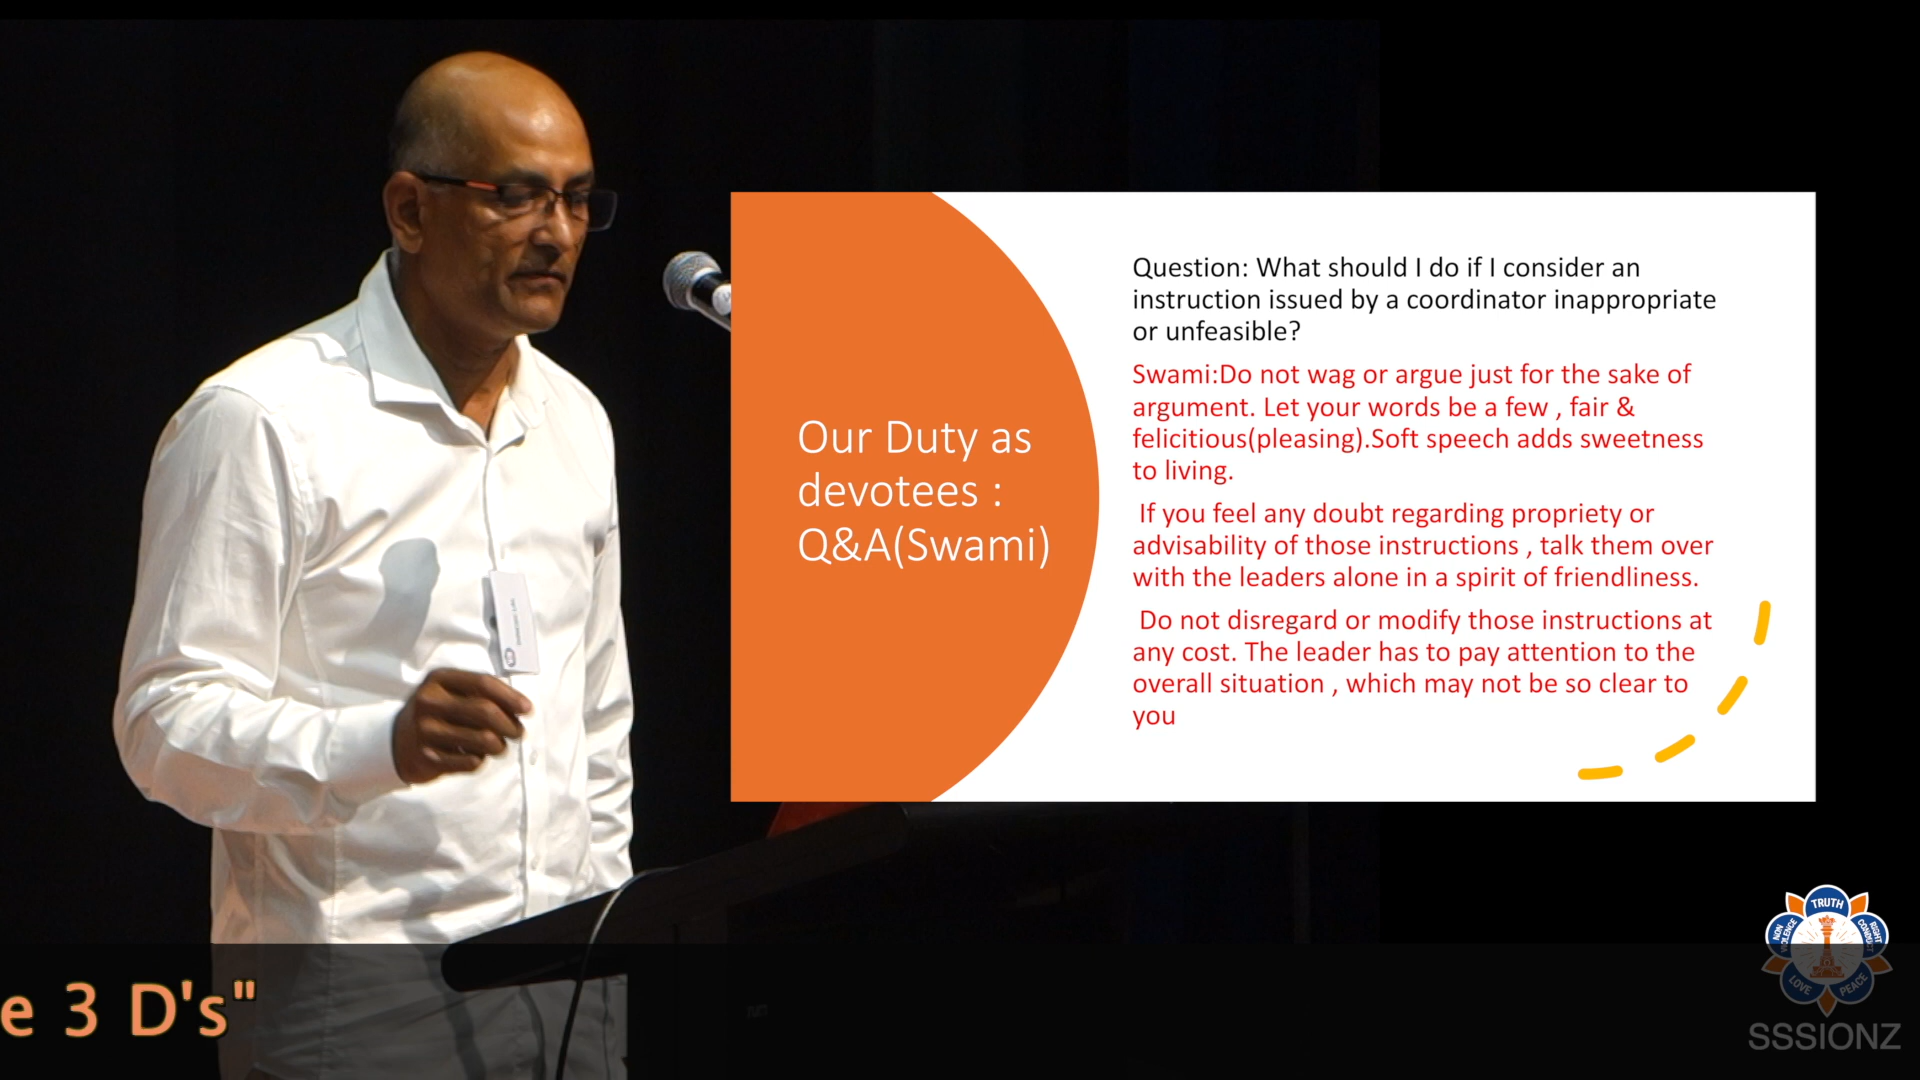 Our Duty as
devotees :
Q&A(Swami)
Question: What should I do if I consider an
instruction issued by a coordinator inappropriate
or unfeasible?
Swami:Do not wag or argue just for the sake of
argument. Let your words be a few , fair &
felicitious(pleasing).Soft speech adds sweetness
to living.
If you feel any doubt regarding propriety or
advisability of those instructions , talk them over
with the leaders alone in a spirit of friendliness.
Do not disregard or modify those instructions at
any cost. The leader has to pay attention to the
overall situation , which may not be so clear to
you
e 3 D's"
TRUTH
RIGHT
CONDUCT
PEACE
LOVE
NON
VIOLENCE
SSSIONZ